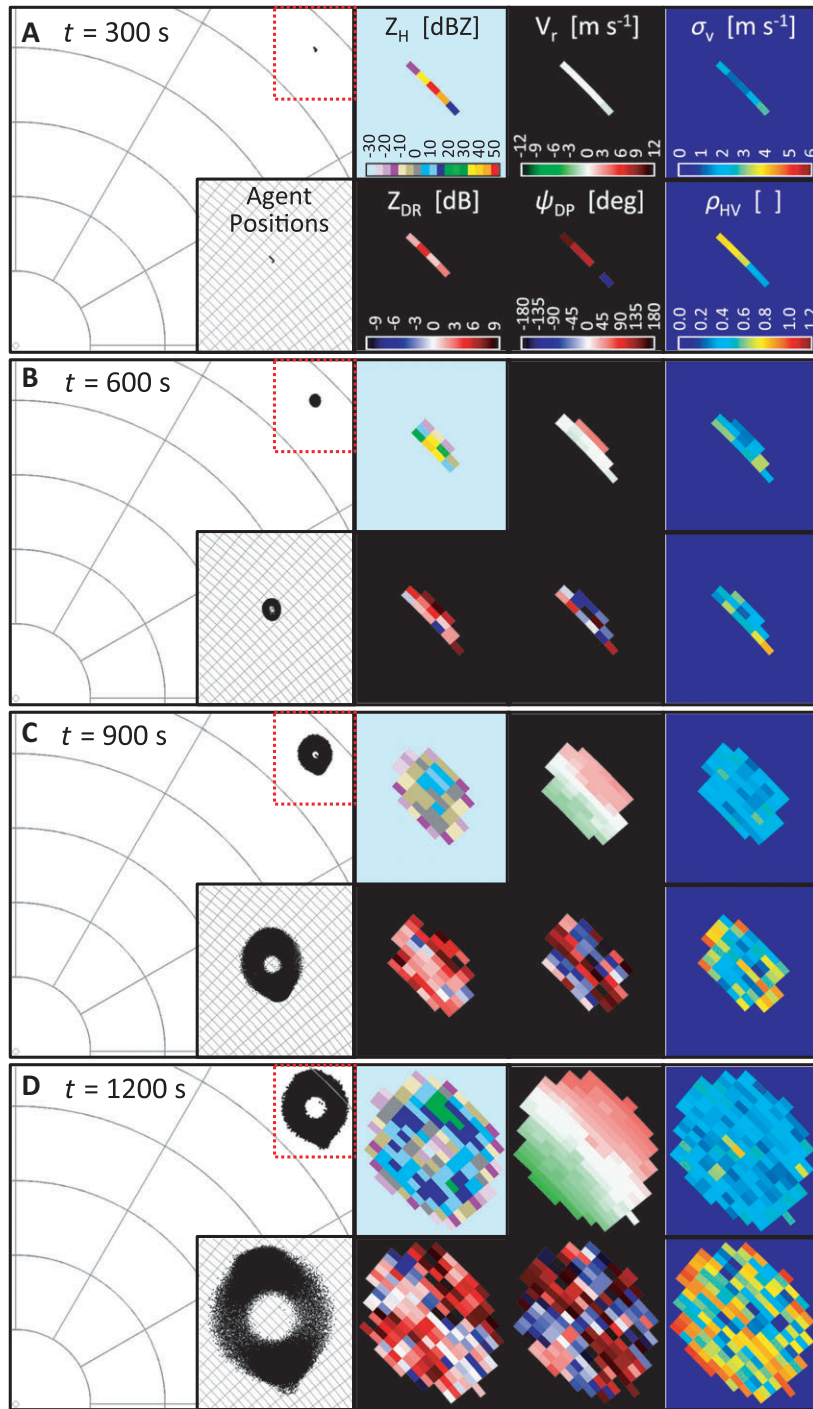 A t = 300 s
Z_H [dBZ]
V_r [m s⁻¹]
σ_v [m s⁻¹]
-30 -20 -10 0 10 20 30 40 50
-12 -9 -6 -3 0 3 6 9 12
0 1 2 3 4 5 6
Agent
Positions
Z_DR [dB]
ψ_DP [deg]
ρ_HV [ ]
-9 -6 -3 0 3 6 9
-180 -135 -90 -45 0 45 90 135 180
0.0 0.2 0.4 0.6 0.8 1.0 1.2
B t = 600 s
C t = 900 s
D t = 1200 s